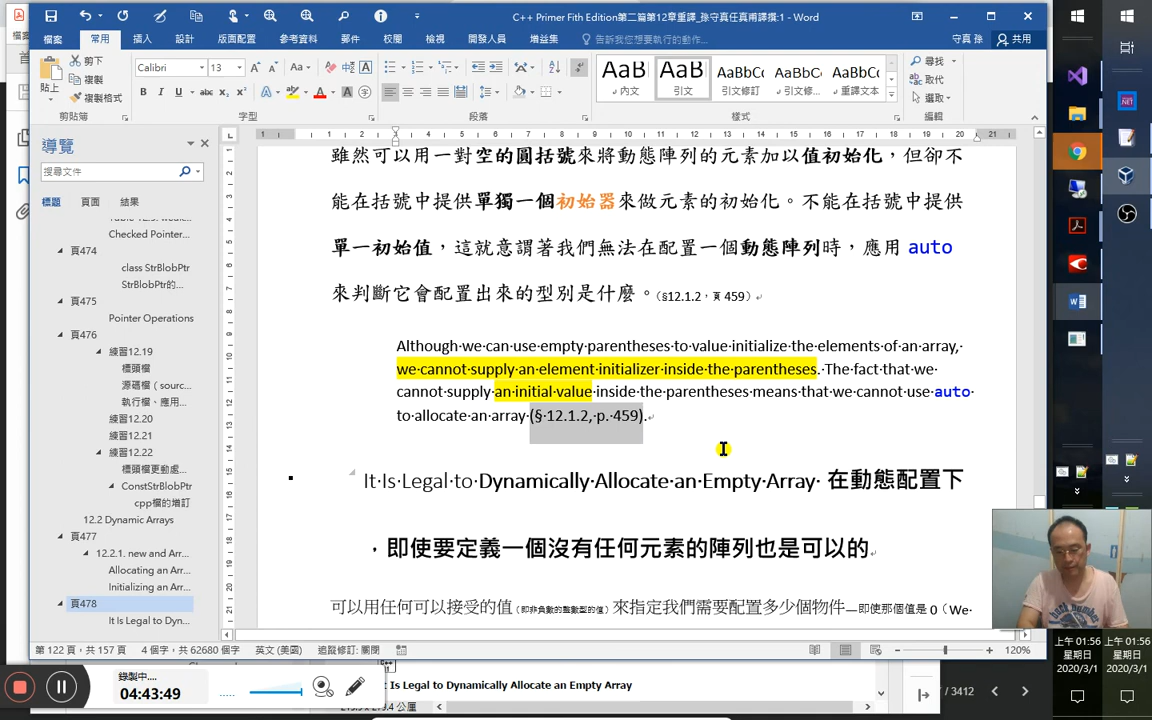 C++ Primer Fith Edition第二篇第12章重譯_孫守真任真甫譯撰:1 - Word
檔案 常用 插入 設計 版面配置 參考資料 郵件 校閱 檢視 開發人員 增益集 告訴我您想要執行的動作... 守真 孫 共用
貼上 剪下 複製 複製格式
Calibri 13
AaBbC AaBbC AaBbCc AaBbCc AaBbCc
內文 引文 引文修訂 引文修... 重譯文本
尋找 取代 選取
剪貼簿 字型 段落 樣式 編輯
導覽
搜尋文件
標題 頁面 結果
Checked Pointer...
頁474
class StrBlobPtr
StrBlobPtr的...
頁475
Pointer Operations
頁476
練習12.19
標頭檔
源碼檔（sourc...
執行檔、應用...
練習12.20
練習12.21
練習12.22
標頭檔更動處...
ConstStrBlobPtr
cpp檔的增訂
12.2 Dynamic Arrays
頁477
12.2.1. new and Arr...
Allocating an Arr...
Initializing an Arr...
頁478
It Is Legal to Dyn...
雖然可以用一對空的圓括號來將動態陣列的元素加以值初始化，但卻不
能在括號中提供單獨一個初始器來做元素的初始化。不能在括號中提供
單一初始值，這就意謂著我們無法在配置一個動態陣列時，應用 auto
來判斷它會配置出來的型別是什麼。（§12.1.2，頁 459）
Although we can use empty parentheses to value initialize the elements of an array,
we cannot supply an element initializer inside the parentheses. The fact that we
cannot supply an initial value inside the parentheses means that we cannot use auto
to allocate an array (§ 12.1.2, p. 459).
It Is Legal to Dynamically Allocate an Empty Array 在動態配置下
，即使要定義一個沒有任何元素的陣列也是可以的
可以用任何可以接受的值（即非負數的整數型的值）來指定我們需要配置多少個物件—即使那個值是 0（We
第 122 頁，共 157 頁 4 個字，共 62680 個字 英文 (美國) 追蹤修訂: 關閉 120%
錄製中...
04:43:49
Is Legal to Dynamically Allocate an Empty Array
/ 3412
上午 01:56
星期日
2020/3/1
上午 01:56
星期日
2020/3/1